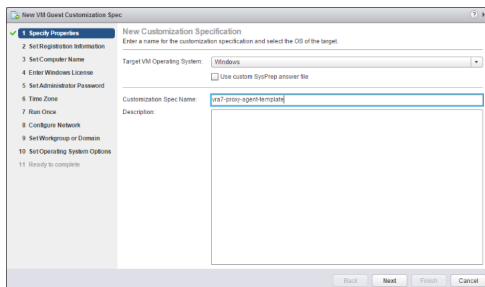 New VM Guest Customization Spec
1 Specify Properties
2 Set Registration Information
3 Set Computer Name
4 Enter Windows License
5 Set Administrator Password
6 Time Zone
7 Run Once
8 Configure Network
9 Set Workgroup or Domain
10 Set Operating System Options
11 Ready to complete
New Customization Specification
Enter a name for the customization specification and select the OS of the target.
Target VM Operating System: Windows
Use custom SysPrep answer file
Customization Spec Name: vra7-proxy-agent-template
Description:
Back Next Finish Cancel